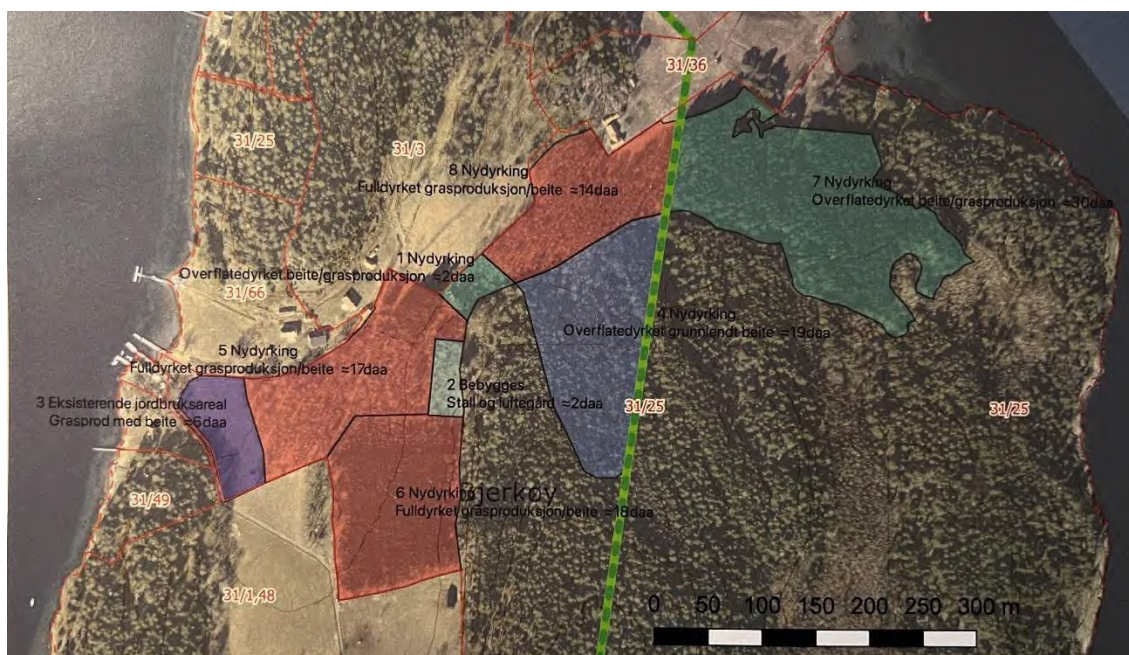 31/36
31/25
31/3
8 Nydyrking
Fulldyrket grasproduksjon/beite ≈14daa
7 Nydyrking
Overflatedyrket beite/grasproduksjon ≈30daa
1 Nydyrking
Overflatedyrket beite/grasproduksjon ≈2daa
31/66
4 Nydyrking
Overflatedyrket grunnlendt beite ≈19daa
5 Nydyrking
Fulldyrket grasproduksjon/beite ≈17daa
2 Bebygges
Stall og luftegård ≈2daa
3 Eksisterende jordbruksareal
Grasprod med beite ≈6daa
31/25
31/25
31/49
6 Nydyrking
Fulldyrket grasproduksjon/beite ≈18daa
31/1,48
0 50 100 150 200 250 300 m